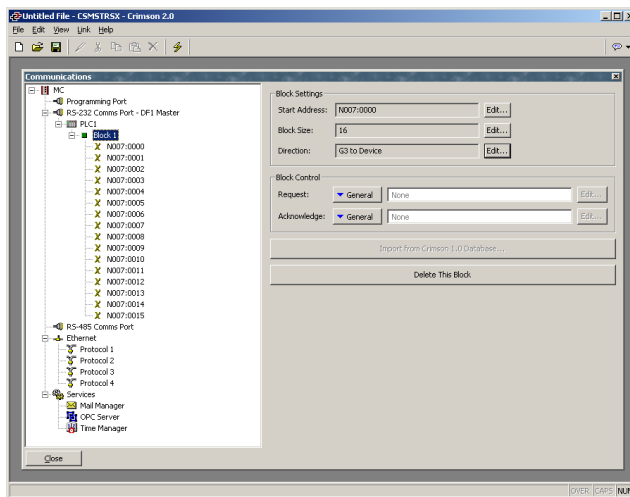 Untitled File - CSMSTRSX - Crimson 2.0
File Edit View Link Help
Communications
MC
Programming Port
RS-232 Comms Port - DF1 Master
PLC1
Block 1
N007:0000
N007:0001
N007:0002
N007:0003
N007:0004
N007:0005
N007:0006
N007:0007
N007:0008
N007:0009
N007:0010
N007:0011
N007:0012
N007:0013
N007:0014
N007:0015
RS-485 Comms Port
Ethernet
Protocol 1
Protocol 2
Protocol 3
Protocol 4
Services
Mail Manager
OPC Server
Time Manager
Block Settings
Start Address: N007:0000 Edit...
Block Size: 16 Edit...
Direction: G3 to Device Edit...
Block Control
Request: General None Edit...
Acknowledge: General None Edit...
Import from Crimson 1.0 Database...
Delete This Block
Close
OVER CAPS NUM